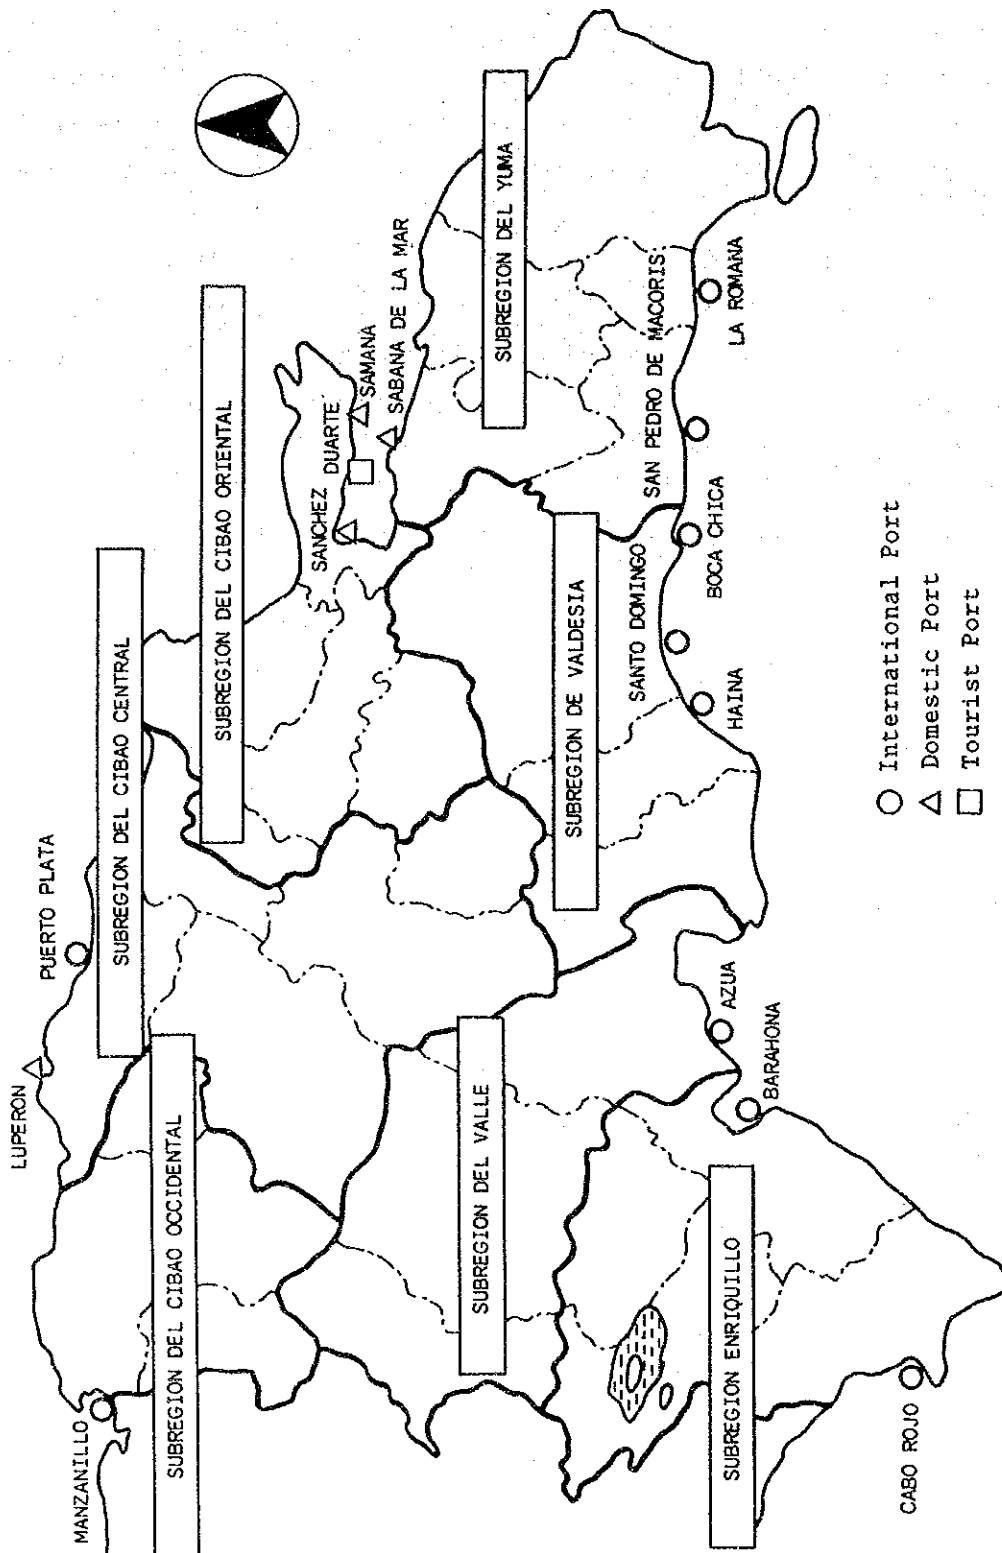 LUPERON
PUERTO PLATA
MANZANILLO
SUBREGION DEL CIBAO CENTRAL
SUBREGION DEL CIBAO OCCIDENTAL
SUBREGION DEL CIBAO ORIENTAL
SANCHEZ
DUARTE
SAMANA
SABANA DE LA MAR
SUBREGION DEL VALLE
SUBREGION DEL YUMA
SUBREGION DE VALDESIA
SANTO DOMINGO
SAN PEDRO DE MACORIS
SUBREGION ENRIQUILLO
AZUA
BARAHONA
HAINA
BOCA CHICA
LA ROMANA
CABO ROJO
International Port
Domestic Port
Tourist Port